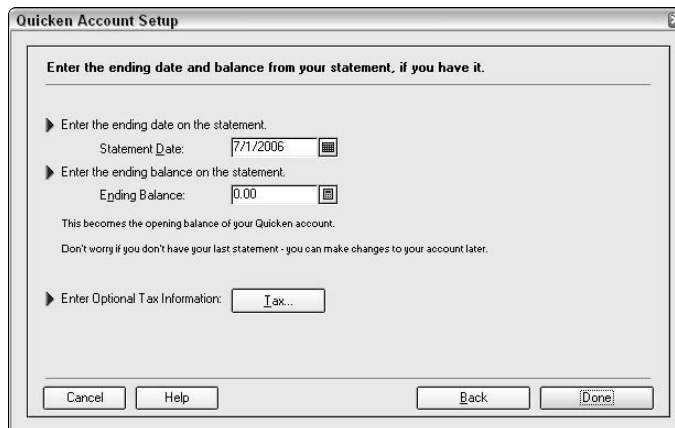 Quicken Account Setup
Enter the ending date and balance from your statement, if you have it.
Enter the ending date on the statement.
Statement Date: 7/1/2006
Enter the ending balance on the statement.
Ending Balance: 0.00
This becomes the opening balance of your Quicken account.
Don't worry if you don't have your last statement - you can make changes to your account later.
Enter Optional Tax Information: Tax...
Cancel Help Back Done